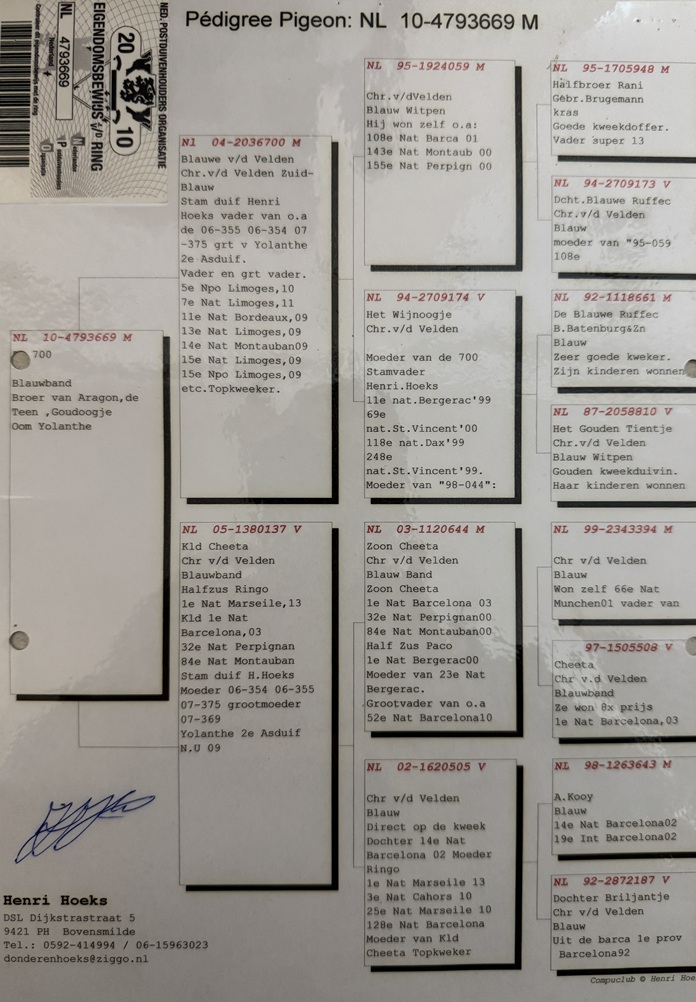 Pédigree Pigeon: NL 10-4793669 M
NED. POSTDUIVENHOUDERS ORGANISATIE
EIGENDOMSBEWIJS v/d RING
20
10
NL 4793669
NL 10-4793669 M
700
Blauwband
Broer van Aragon,de
Teen ,Goudoogje
Oom Yolanthe
Nl 04-2036700 M
Blauwe v/d Velden
Chr.v/d Velden Zuid-
Blauw
Stam duif Henri
Hoeks vader van o.a
de 06-355 06-354 07
-375 grt v Yolanthe
2e Asduif.
Vader en grt vader.
5e Npo Limoges,10
7e Nat Limoges,11
11e Nat Bordeaux,09
13e Nat Limoges,09
14e Nat Montauban09
15e Nat Limoges,09
15e Npo Limoges,09
etc.Topkweeker.
NL 05-1380137 V
Kld Cheeta
Chr v/d Velden
Blauwband
Halfzus Ringo
1e Nat Marseile,13
Kld 1e Nat
Barcelona,03
32e Nat Perpignan
84e Nat Montauban
Stam duif H.Hoeks
Moeder 06-354 06-355
07-375 grootmoeder
07-369
Yolanthe 2e Asduif
N.U 09
NL 95-1924059 M
Chr.v/dVelden
Blauw Witpen
Hij won zelf o.a:
108e Nat Barca 01
143e Nat Montaub 00
155e Nat Perpign 00
NL 94-2709174 V
Het Wijnoogje
Chr.v/d Velden
Moeder van de 700
Stamvader
Henri.Hoeks
11e nat.Bergerac'99
69e
nat.St.Vincent'00
118e nat.Dax'99
248e
nat.St.Vincent'99.
Moeder van "98-044":
NL 03-1120644 M
Zoon Cheeta
Chr v/d Velden
Blauw Band
Zoon Cheeta
1e Nat Barcelona 03
32e Nat Perpignan00
84e Nat Montauban00
Half Zus Paco
1e Nat Bergerac00
Moeder van 23e Nat
Bergerac.
Grootvader van o.a
52e Nat Barcelona10
NL 02-1620505 V
Chr v/d Velden
Blauw
Direct op de kweek
Dochter 14e Nat
Barcelona 02 Moeder
Ringo
1e Nat Marseile 13
3e Nat Cahors 10
25e Nat Marseile 10
128e Nat Barcelona
Moeder van Kld
Cheeta Topkweker
NL 95-1705948 M
Halfbroer Rani
Gebr.Brugemann
kras
Goede kweekdoffer.
Vader super 13
NL 94-2709173 V
Dcht.Blauwe Ruffec
Chr.v/d Velden
Blauw
moeder van "95-059
108e
NL 92-1118661 M
De Blauwe Ruffec
B.Batenburg&Zn
Blauw
Zeer goede kweker.
Zijn kinderen wonnen
NL 87-2058810 V
Het Gouden Tientje
Chr.v/d Velden
Blauw Witpen
Gouden kweekduivin.
Haar kinderen wonnen
NL 99-2343394 M
Chr v/d Velden
Blauw
Won zelf 66e Nat
Munchen01 vader van
97-1505508 V
Cheeta
Chr v.d Velden
Blauwband
Ze won 8x prijs
1e Nat Barcelona,03
NL 98-1263643 M
A.Kooy
Blauw
14e Nat Barcelona02
19e Int Barcelona02
NL 92-2872187 V
Dochter Briljantje
Chr v/d Velden
Blauw
Uit de barca 1e prov
Barcelona92
Henri Hoeks
DSL Dijkstrastraat 5
9421 PH Bovensmilde
Tel.: 0592-414994 / 06-15963023
donderenhoeks@ziggo.nl
Compuclub © Henri Hoe